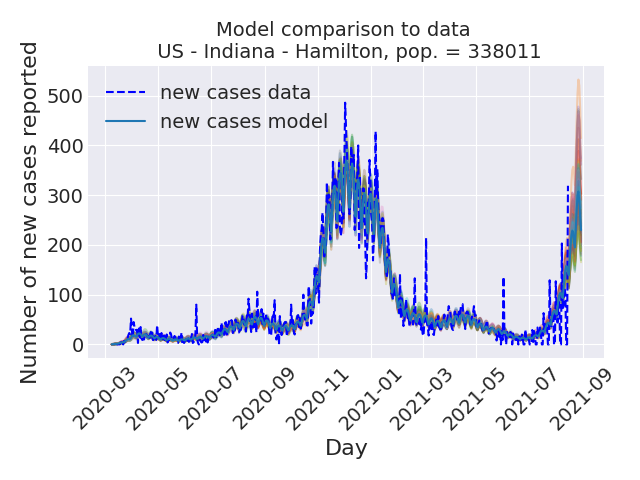 Model comparison to data
US - Indiana - Hamilton, pop. = 338011
Number of new cases reported
500
400
300
200
100
0
new cases data
new cases model
2020-03
2020-05
2020-07
2020-09
2020-11
2021-01
2021-03
2021-05
2021-07
2021-09
Day